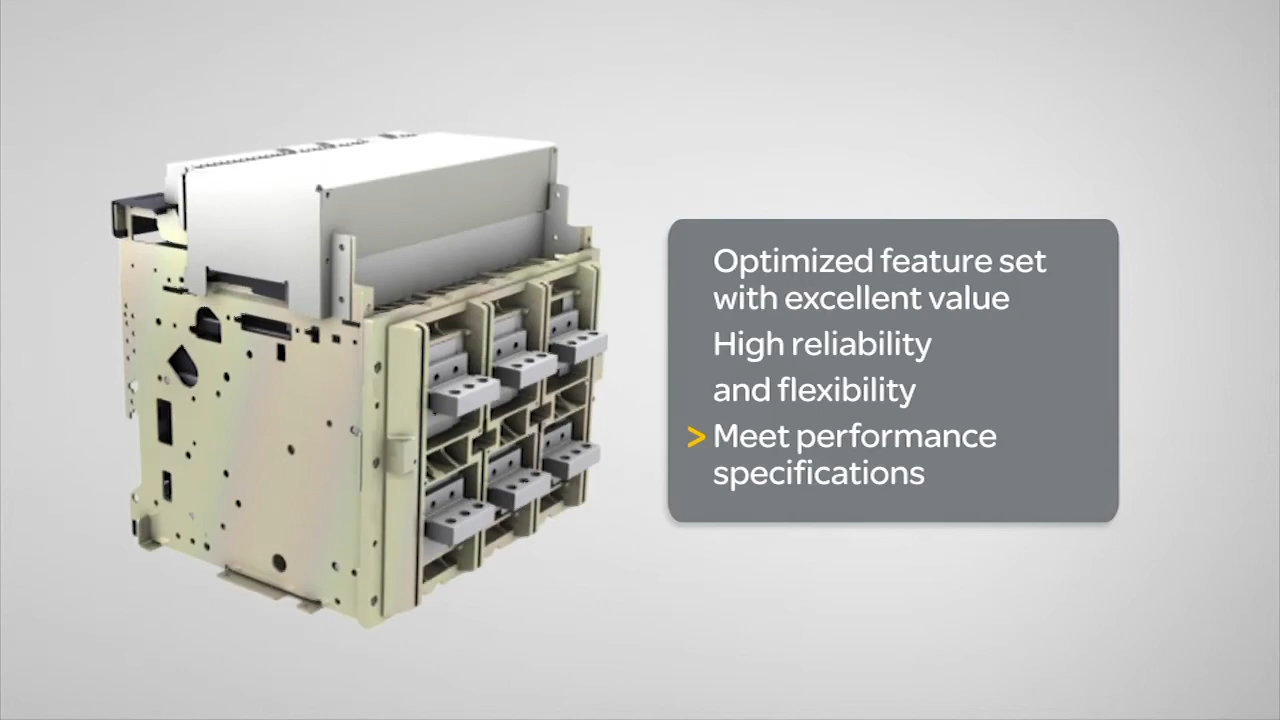 Optimized feature set
with excellent value
High reliability
and flexibility
> Meet performance
specifications